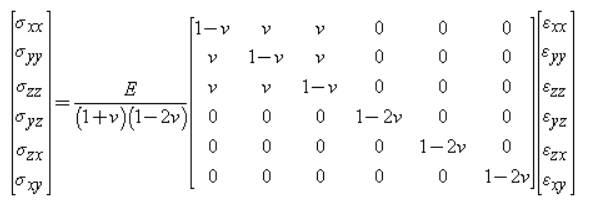 σxx 1−ν ν ν 0 0 0 εxx
σyy ν 1−ν ν 0 0 0 εyy
σzz ν ν 1−ν 0 0 0 εzz
= E/((1+ν)(1−2ν))
σyz 0 0 0 1−2ν 0 0 εyz
σzx 0 0 0 0 1−2ν 0 εzx
σxy 0 0 0 0 0 1−2ν εxy